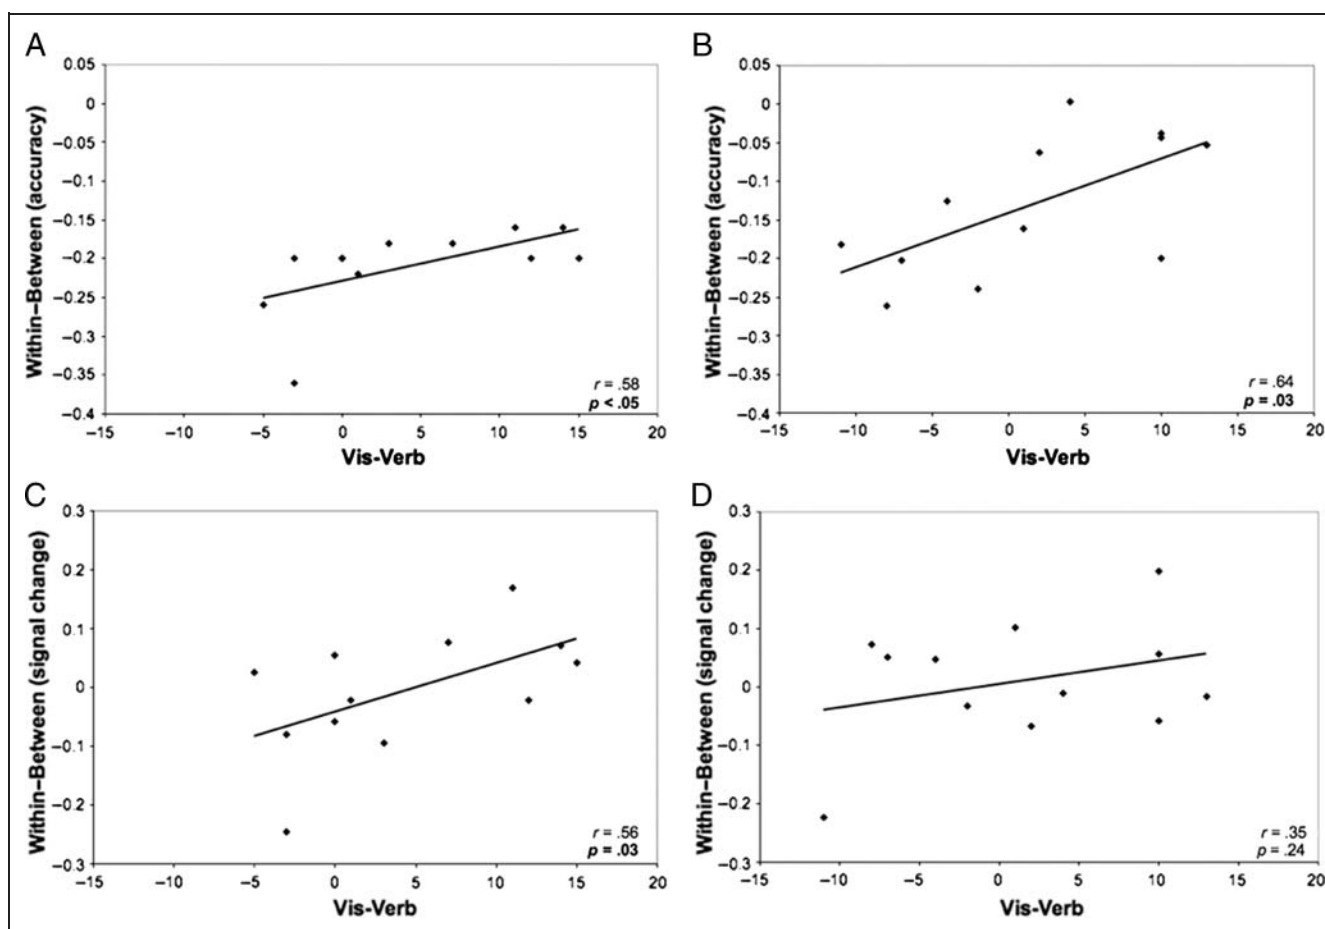 A
0.05
0
−0.05
−0.1
−0.15
−0.2
−0.25
−0.3
−0.35
−0.4
Within−Between (accuracy)
r = .58
p < .05
−15 −10 −5 0 5 10 15 20
Vis-Verb
B
0.05
0
−0.05
−0.1
−0.15
−0.2
−0.25
−0.3
−0.35
−0.4
Within−Between (accuracy)
r = .64
p = .03
−15 −10 −5 0 5 10 15 20
Vis-Verb
C
0.3
0.2
0.1
0
−0.1
−0.2
−0.3
Within−Between (signal change)
r = .56
p = .03
−15 −10 −5 0 5 10 15 20
Vis-Verb
D
0.3
0.2
0.1
0
−0.1
−0.2
−0.3
Within−Between (signal change)
r = .35
p = .24
−15 −10 −5 0 5 10 15 20
Vis-Verb